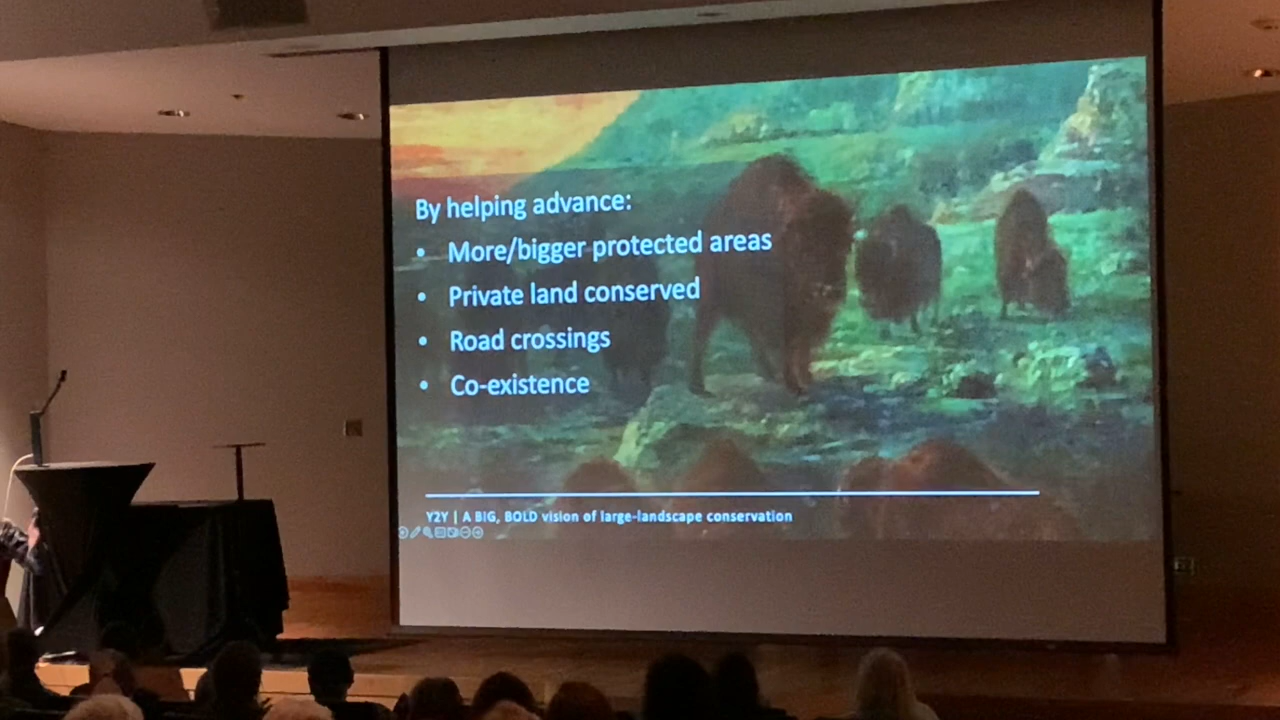 By helping advance:
• More/bigger protected areas
• Private land conserved
• Road crossings
• Co-existence
Y2Y | A BIG, BOLD vision of large-landscape conservation